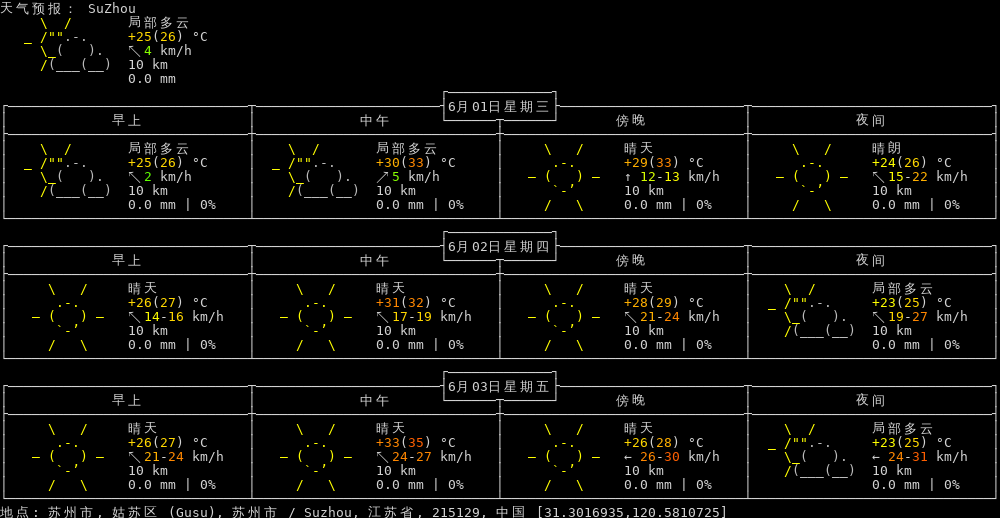 天气预报: SuZhou
局部多云
+25(26) °C
↖4 km/h
10 km
0.0 mm
6月01日星期三
早上 中午 傍晚 夜间
局部多云 局部多云 晴天 晴朗
+25(26) °C +30(33) °C +29(33) °C +24(26) °C
↖2 km/h ↗5 km/h ↑ 12-13 km/h ↖15-22 km/h
10 km 10 km 10 km 10 km
0.0 mm | 0% 0.0 mm | 0% 0.0 mm | 0% 0.0 mm | 0%
6月02日星期四
早上 中午 傍晚 夜间
晴天 晴天 晴天 局部多云
+26(27) °C +31(32) °C +28(29) °C +23(25) °C
↖14-16 km/h ↖17-19 km/h ↖21-24 km/h ↖19-27 km/h
10 km 10 km 10 km 10 km
0.0 mm | 0% 0.0 mm | 0% 0.0 mm | 0% 0.0 mm | 0%
6月03日星期五
早上 中午 傍晚 夜间
晴天 晴天 晴天 局部多云
+26(27) °C +33(35) °C +26(28) °C +23(25) °C
↖21-24 km/h ↖24-27 km/h ← 26-30 km/h ← 24-31 km/h
10 km 10 km 10 km 10 km
0.0 mm | 0% 0.0 mm | 0% 0.0 mm | 0% 0.0 mm | 0%
地点: 苏州市, 姑苏区 (Gusu), 苏州市 / Suzhou, 江苏省, 215129, 中国 [31.3016935,120.5810725]